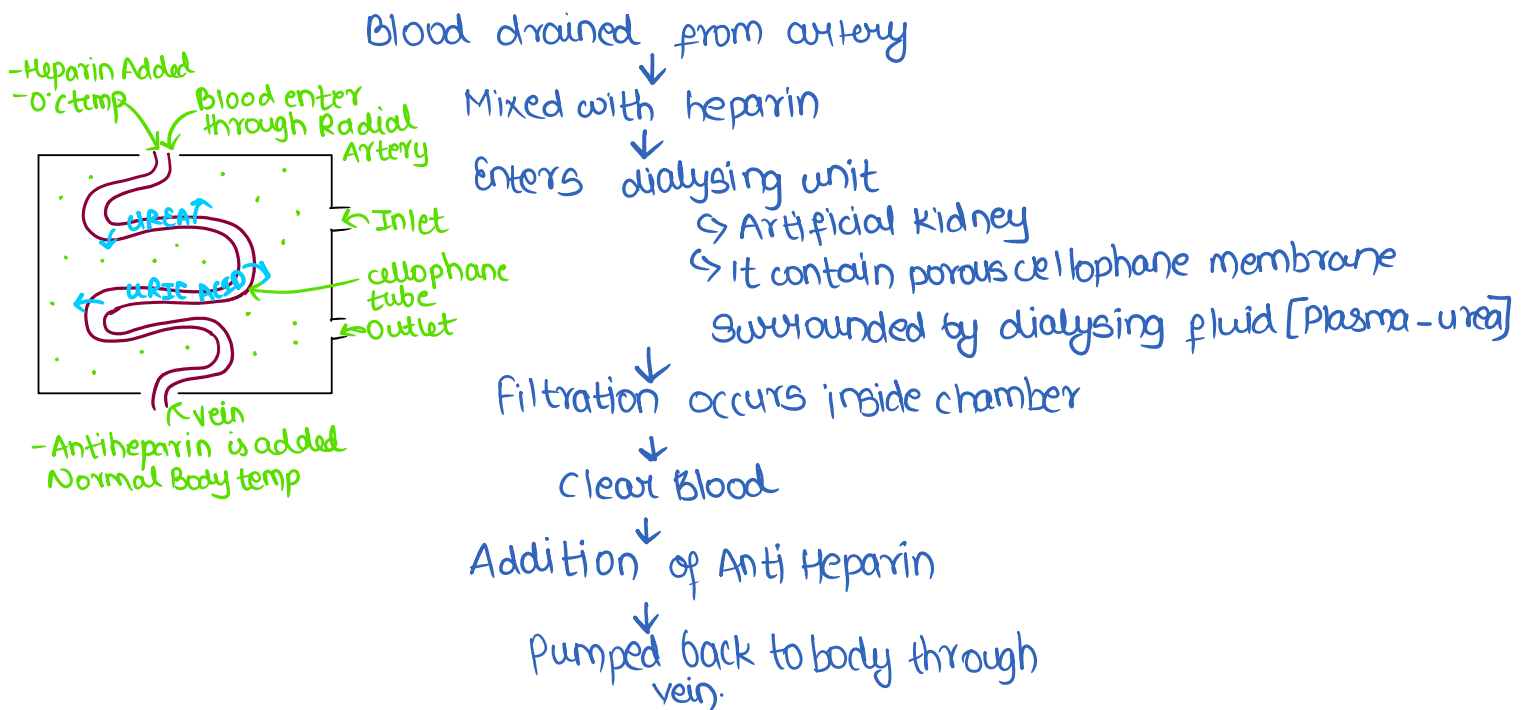 Blood drained from artery
Mixed with heparin
Enters dialysing unit
Artificial kidney
It contain porous cellophane membrane
surrounded by dialysing fluid [Plasma-urea]
Filtration occurs inside chamber
Clear Blood
Addition of Anti Heparin
Pumped back to body through
vein.
-Heparin Added
-0°C temp
Blood enter
through Radial
Artery
UREA
Inlet
URIC ACID
cellophane
tube
Outlet
vein
-Antiheparin is added
Normal Body temp